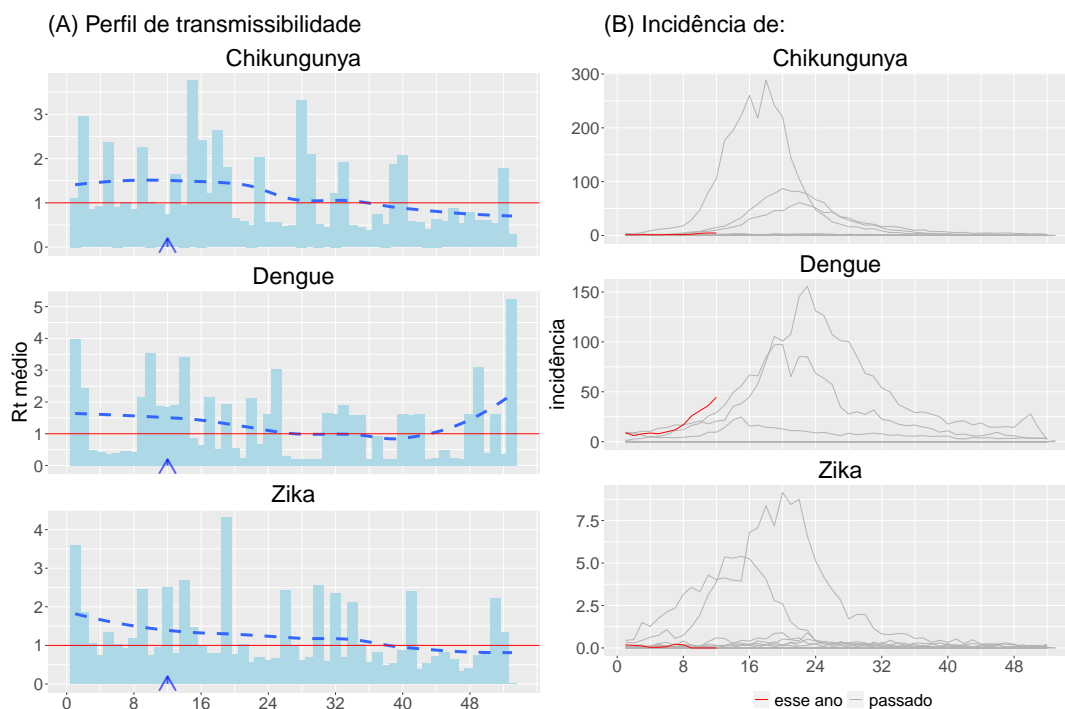 (A) Perfil de transmissibilidade
Chikungunya
3
2
1
0
Dengue
5
4
3
2
1
0
Rt médio
Zika
4
3
2
1
0
0 8 16 24 32 40 48
(B) Incidência de:
Chikungunya
300
200
100
0
Dengue
150
100
50
0
incidência
Zika
7.5
5.0
2.5
0.0
0 8 16 24 32 40 48
esse ano passado